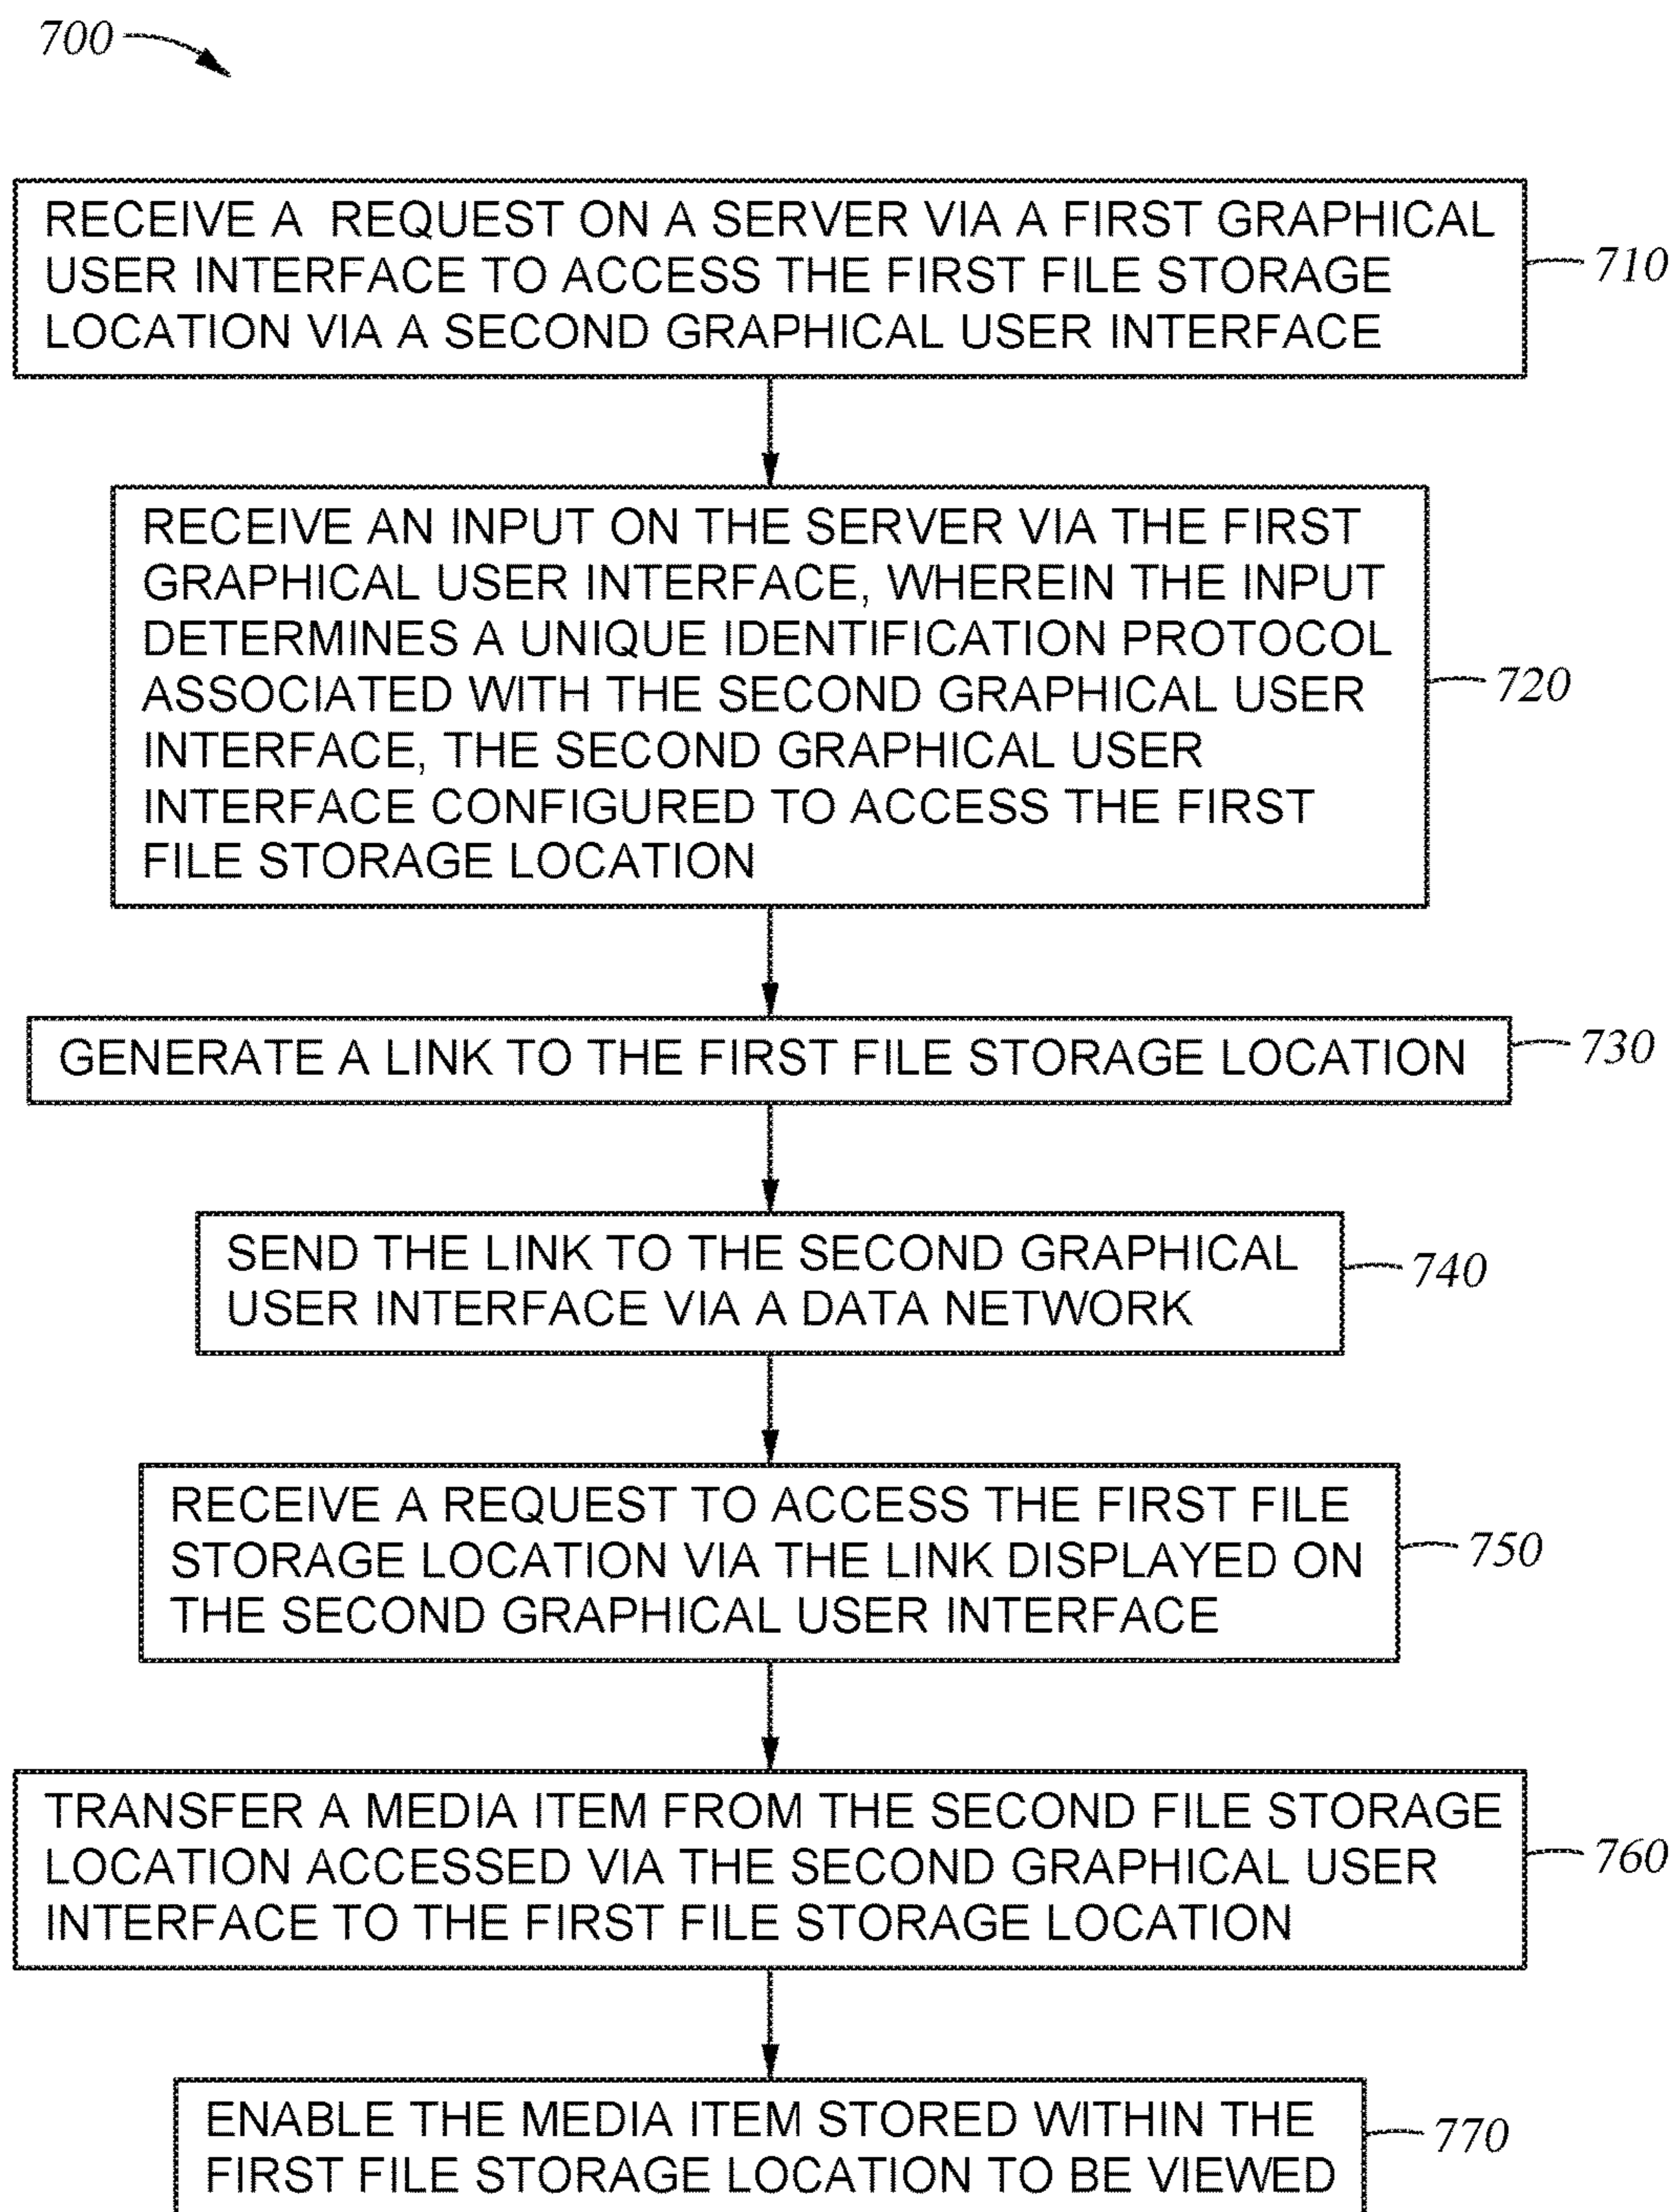 700
RECEIVE A REQUEST ON A SERVER VIA A FIRST GRAPHICAL
USER INTERFACE TO ACCESS THE FIRST FILE STORAGE
LOCATION VIA A SECOND GRAPHICAL USER INTERFACE
710
RECEIVE AN INPUT ON THE SERVER VIA THE FIRST
GRAPHICAL USER INTERFACE, WHEREIN THE INPUT
DETERMINES A UNIQUE IDENTIFICATION PROTOCOL
ASSOCIATED WITH THE SECOND GRAPHICAL USER
INTERFACE, THE SECOND GRAPHICAL USER
INTERFACE CONFIGURED TO ACCESS THE FIRST
FILE STORAGE LOCATION
720
GENERATE A LINK TO THE FIRST FILE STORAGE LOCATION
730
SEND THE LINK TO THE SECOND GRAPHICAL
USER INTERFACE VIA A DATA NETWORK
740
RECEIVE A REQUEST TO ACCESS THE FIRST FILE
STORAGE LOCATION VIA THE LINK DISPLAYED ON
THE SECOND GRAPHICAL USER INTERFACE
750
TRANSFER A MEDIA ITEM FROM THE SECOND FILE STORAGE
LOCATION ACCESSED VIA THE SECOND GRAPHICAL USER
INTERFACE TO THE FIRST FILE STORAGE LOCATION
760
ENABLE THE MEDIA ITEM STORED WITHIN THE
FIRST FILE STORAGE LOCATION TO BE VIEWED
770